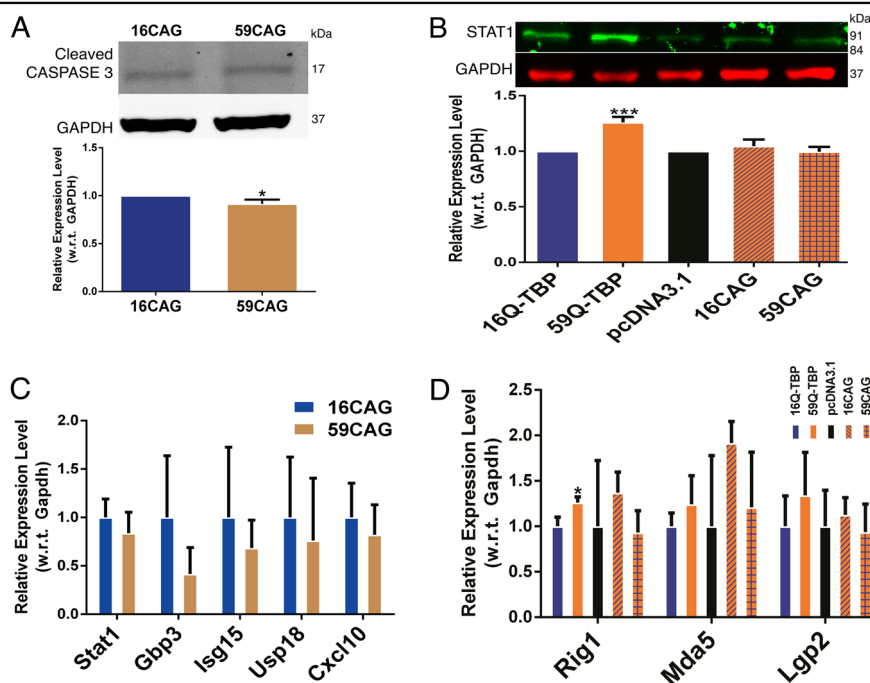 A
16CAG 59CAG kDa
Cleaved
CASPASE 3
17
GAPDH
37
Relative Expression Level
(w.r.t. GAPDH)
1.5
1.0
0.5
0.0
*
16CAG 59CAG
B
kDa
STAT1
91
84
GAPDH
37
Relative Expression Level
(w.r.t. GAPDH)
1.5
1.0
0.5
0.0
***
16Q-TBP
59Q-TBP
pcDNA3.1
16CAG
59CAG
C
16CAG
59CAG
Relative Expression Level
(w.r.t. Gapdh)
2.0
1.5
1.0
0.5
0.0
Stat1
Gbp3
Isg15
Usp18
Cxcl10
D
16Q-TBP
59Q-TBP
pcDNA3.1
16CAG
59CAG
Relative Expression Level
(w.r.t. Gapdh)
2.5
2.0
1.5
1.0
0.5
0.0
*
Rig1
Mda5
Lgp2